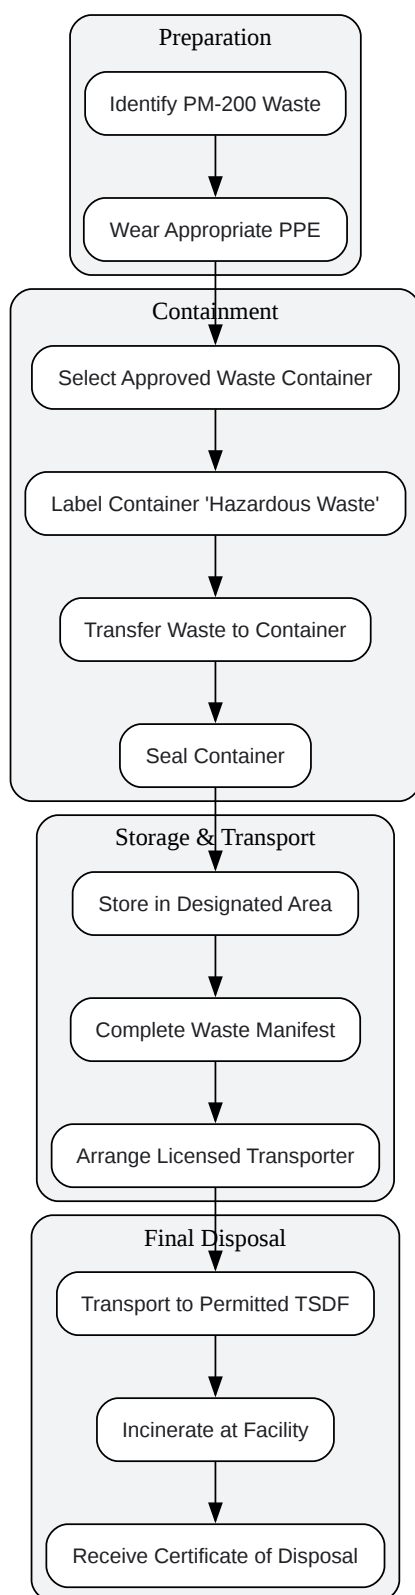 Preparation
Identify PM-200 Waste
Wear Appropriate PPE
Containment
Select Approved Waste Container
Label Container 'Hazardous Waste'
Transfer Waste to Container
Seal Container
Storage & Transport
Store in Designated Area
Complete Waste Manifest
Arrange Licensed Transporter
Final Disposal
Transport to Permitted TSDF
Incinerate at Facility
Receive Certificate of Disposal